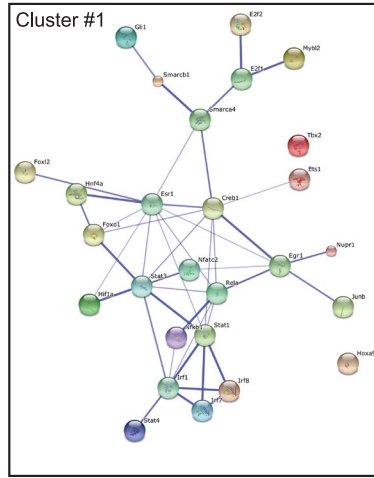 Cluster #1
E2f2
Gli1
Mybl2
Smarcb1
E2f1
Smarca4
Tbx2
Foxl2
Ets1
Hnf4a
Esr1
Creb1
Foxo1
Nupr1
Egr1
Nfatc2
Stat3
Rela
Hif1a
Junb
Nfkb1
Stat1
Hoxa9
Irf1
Irf8
Irf7
Stat4